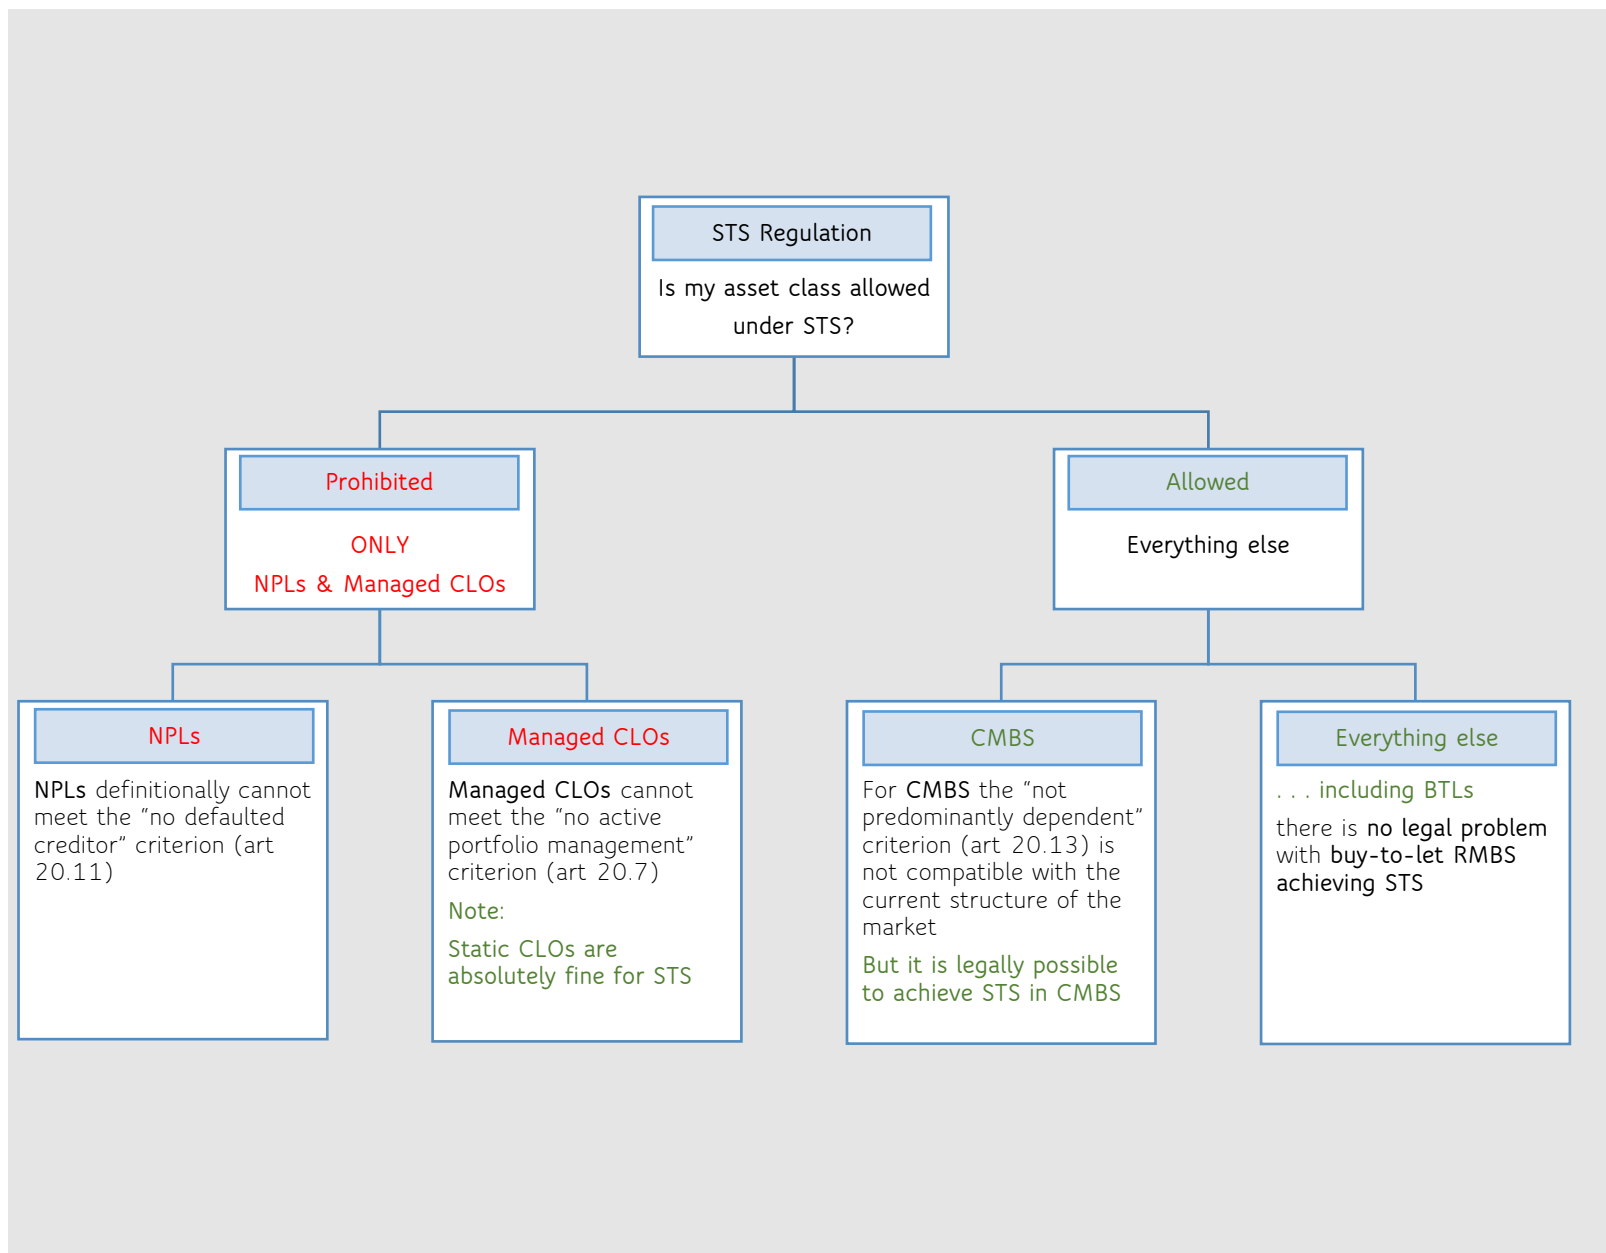 STS Regulation
Is my asset class allowed
under STS?
Prohibited
ONLY
NPLs & Managed CLOs
Allowed
Everything else
NPLs
NPLs definitionally cannot
meet the “no defaulted
creditor” criterion (art
20.11)
Managed CLOs
Managed CLOs cannot
meet the “no active
portfolio management”
criterion (art 20.7)
Note:
Static CLOs are
absolutely fine for STS
CMBS
For CMBS the “not
predominantly dependent”
criterion (art 20.13) is
not compatible with the
current structure of the
market
But it is legally possible
to achieve STS in CMBS
Everything else
. . . including BTLs
there is no legal problem
with buy-to-let RMBS
achieving STS